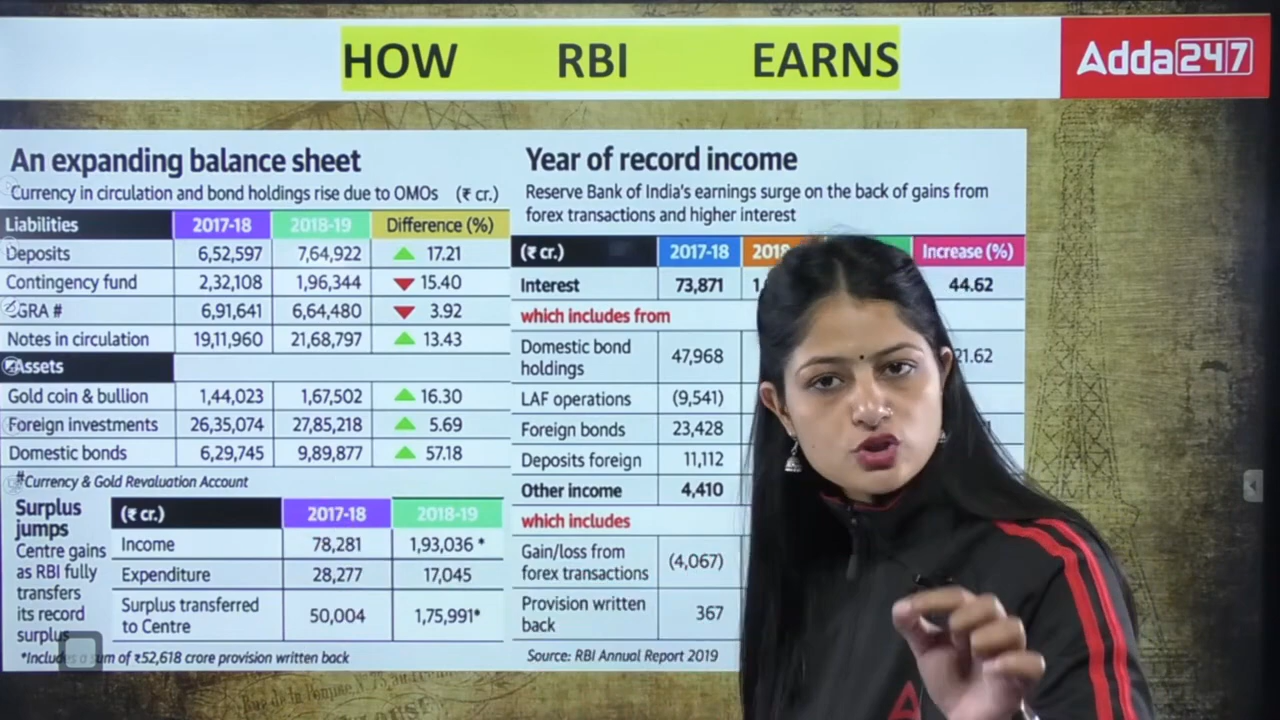 HOW RBI EARNS
Adda247
An expanding balance sheet
Currency in circulation and bond holdings rise due to OMOs (₹ cr.)
Liabilities 2017-18 2018-19 Difference (%)
Deposits 6,52,597 7,64,922 ▲ 17.21
Contingency fund 2,32,108 1,96,344 ▼ 15.40
GRA # 6,91,641 6,64,480 ▼ 3.92
Notes in circulation 19,11,960 21,68,797 ▲ 13.43
Assets
Gold coin & bullion 1,44,023 1,67,502 ▲ 16.30
Foreign investments 26,35,074 27,85,218 ▲ 5.69
Domestic bonds 6,29,745 9,89,877 ▲ 57.18
#Currency & Gold Revaluation Account
Surplus
jumps
Centre gains
as RBI fully
transfers
its record
surplus
(₹ cr.) 2017-18 2018-19
Income 78,281 1,93,036 *
Expenditure 28,277 17,045
Surplus transferred
to Centre 50,004 1,75,991*
*Includes a sum of ₹52,618 crore provision written back
Year of record income
Reserve Bank of India's earnings surge on the back of gains from
forex transactions and higher interest
(₹ cr.) 2017-18 Increase (%)
Interest 73,871 44.62
which includes from
Domestic bond
holdings 47,968 21.62
LAF operations (9,541)
Foreign bonds 23,428
Deposits foreign 11,112
Other income 4,410
which includes
Gain/loss from
forex transactions (4,067)
Provision written
back 367
Source: RBI Annual Report 2019